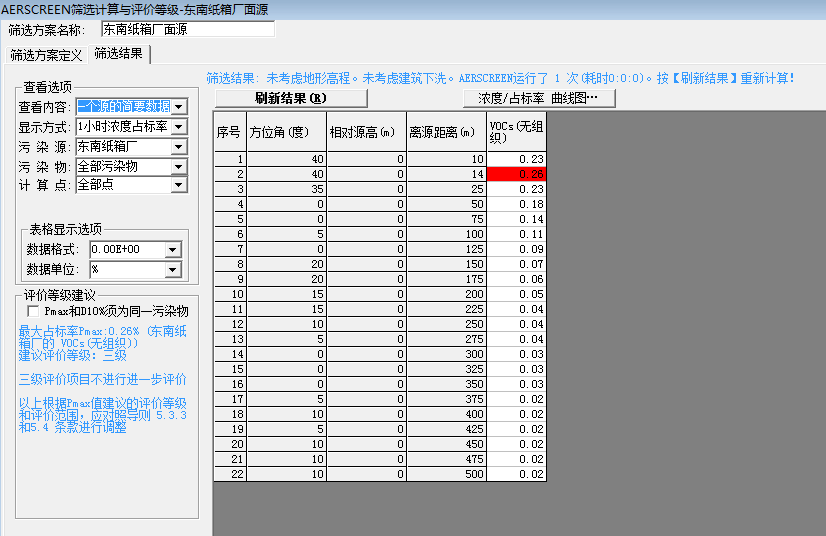 AERSCREEN筛选计算与评价等级-东南纸箱厂面源
筛选方案名称: 东南纸箱厂面源
筛选方案定义 筛选结果
筛选结果: 未考虑地形高程。未考虑建筑下洗。AERSCREEN运行了 1 次(耗时0:0:0)。按【刷新结果】重新计算!
刷新结果(R) 浓度/占标率 曲线图…
查看选项
查看内容: 一个源的简要数据
显示方式: 1小时浓度占标率
污 染 源: 东南纸箱厂
污 染 物: 全部污染物
计 算 点: 全部点
表格显示选项
数据格式: 0.00E+00
数据单位: %
评价等级建议
Pmax和D10%须为同一污染物
最大占标率Pmax:0.26% (东南纸
箱厂的 VOCs(无组织))
建议评价等级: 三级
三级评价项目不进行进一步评价
以上根据Pmax值建议的评价等级
和评价范围，应对照导则 5.3.3
和5.4 条款进行调整
序号 方位角(度) 相对源高(m) 离源距离(m) VOCs(无组
织)
1 40 0 10 0.23
2 40 0 14 0.26
3 35 0 25 0.23
4 0 0 50 0.18
5 0 0 75 0.14
6 5 0 100 0.11
7 0 0 125 0.09
8 20 0 150 0.07
9 20 0 175 0.06
10 15 0 200 0.05
11 15 0 225 0.04
12 10 0 250 0.04
13 5 0 275 0.04
14 0 0 300 0.03
15 0 0 325 0.03
16 0 0 350 0.03
17 5 0 375 0.02
18 10 0 400 0.02
19 5 0 425 0.02
20 10 0 450 0.02
21 10 0 475 0.02
22 10 0 500 0.02